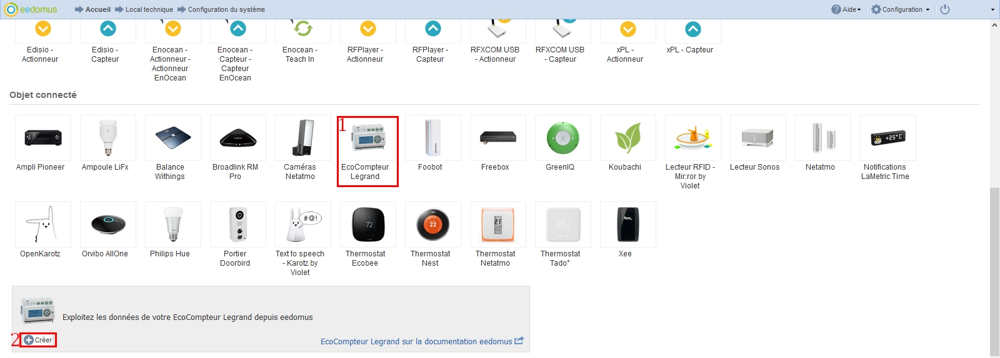 eedomus Accueil Local technique Configuration du système Aide Configuration
Edisio - Actionneur
Edisio - Capteur
Enocean - Actionneur - Actionneur EnOcean
Enocean - Capteur - Capteur EnOcean
Enocean - Teach In
RFPlayer - Actionneur
RFPlayer - Capteur
RFXCOM USB - Actionneur
RFXCOM USB - Capteur
xPL - Actionneur
xPL - Capteur
Objet connecté
1
Ampli Pioneer
Ampoule LiFx
Balance Withings
Broadlink RM Pro
Caméras Netatmo
EcoCompteur Legrand
Foobot
Freebox
GreenIQ
Koubachi
Lecteur RFID - Mir:ror by Violet
Lecteur Sonos
Netatmo
+25°C
Notifications LaMetric Time
OpenKarotz
Orvibo AllOne
Philips Hue
Portier Doorbird
#@!
Text to speech - Karotz by Violet
72
Thermostat Ecobee
22
Thermostat Nest
21
Thermostat Netatmo
Thermostat Tado°
Xee
Exploitez les données de votre EcoCompteur Legrand depuis eedomus
2 Créer
EcoCompteur Legrand sur la documentation eedomus